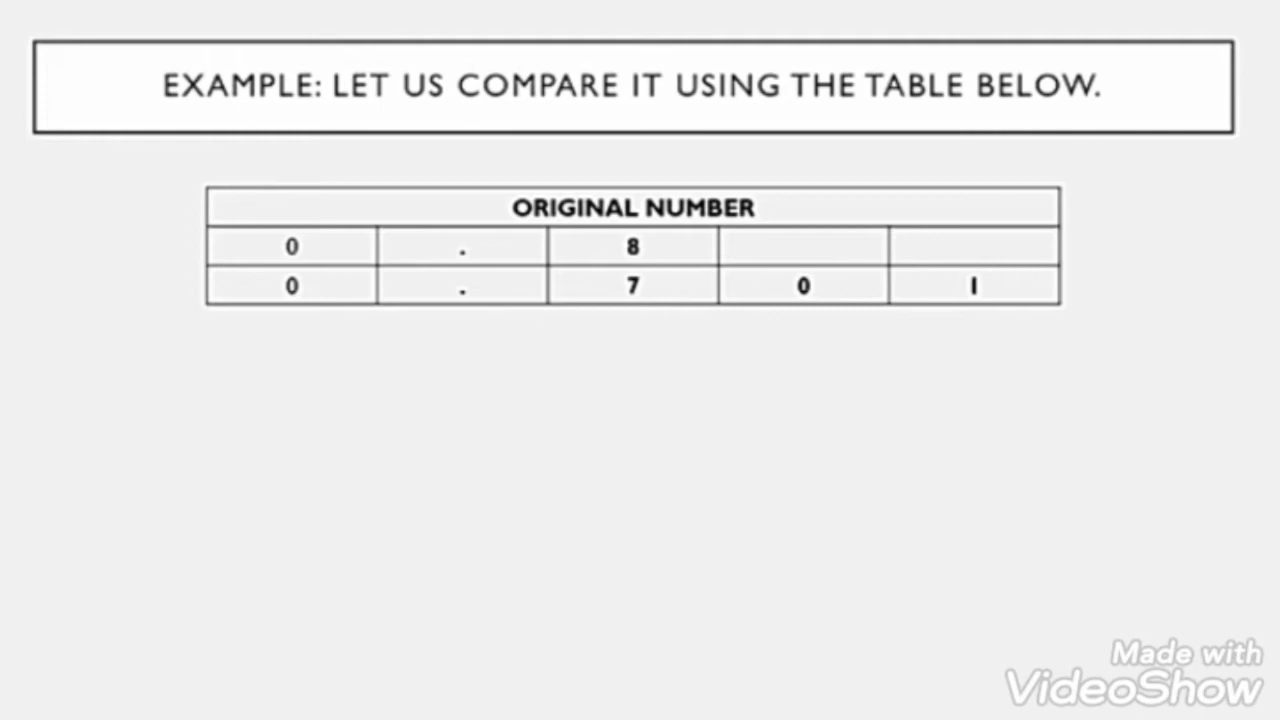 EXAMPLE: LET US COMPARE IT USING THE TABLE BELOW.
ORIGINAL NUMBER
0 . 8
0 . 7 0 1
Made with
VideoShow